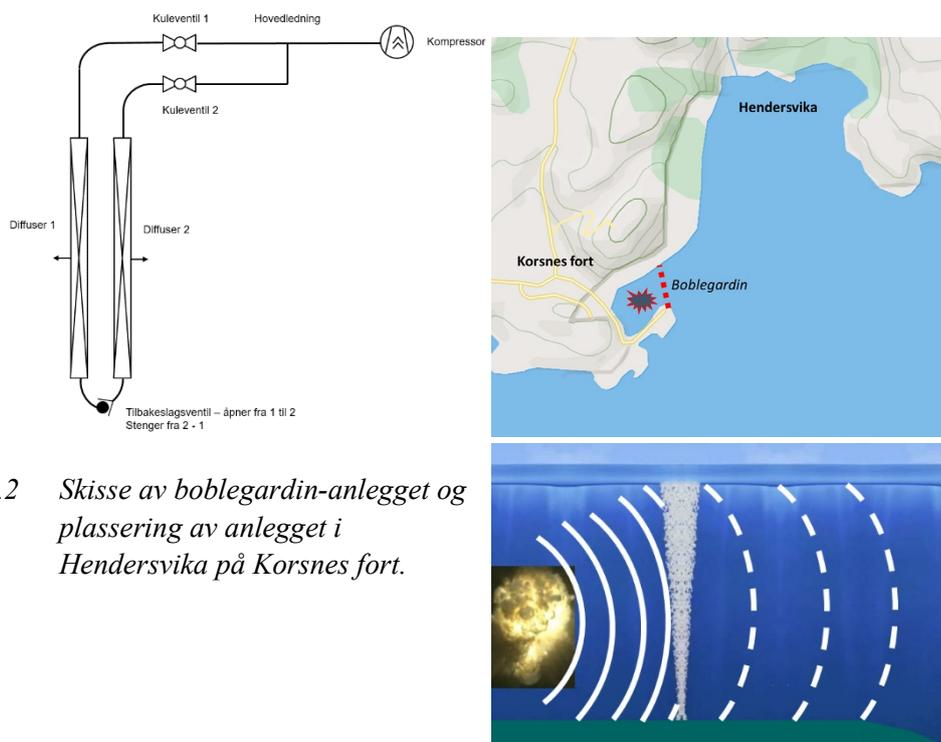 Kuleventil 1
Hovedledning
Kompressor
Kuleventil 2
Diffuser 1
Diffuser 2
Tilbakeslagsventil – åpner fra 1 til 2
Stenger fra 2 - 1
Hendersvika
Korsnes fort
Boblegardin
.2 Skisse av boblegardin-anlegget og
plassering av anlegget i
Hendersvika på Korsnes fort.